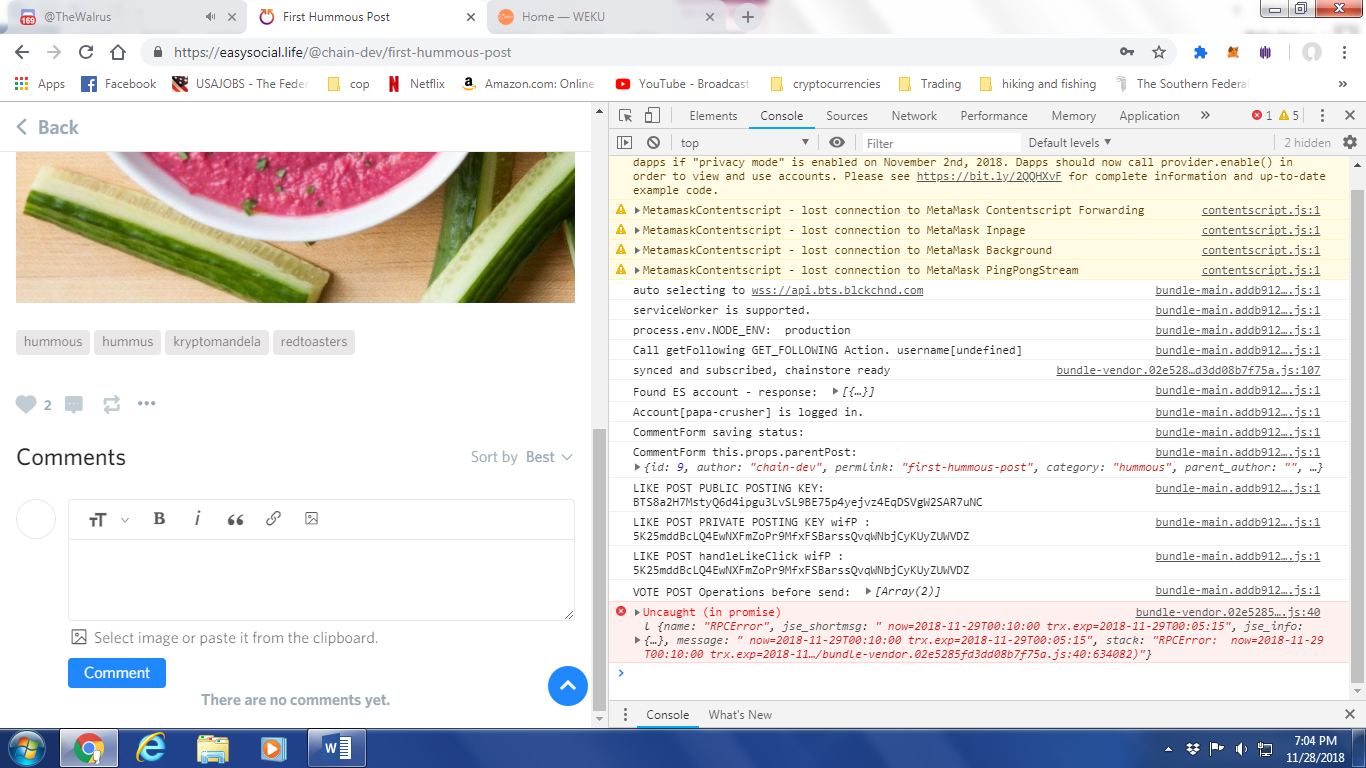 169 @TheWalrus
First Hummous Post
Home — WEKU
https://easysocial.life/@chain-dev/first-hummous-post
Apps
Facebook
USAJOBS - The Feder
cop
Netflix
Amazon.com: Online
YouTube - Broadcast
cryptocurrencies
Trading
hiking and fishing
The Southern Federal
Back
hummous hummus kryptomandela redtoasters
2
Comments
Sort by Best
Select image or paste it from the clipboard.
Comment
There are no comments yet.
Elements Console Sources Network Performance Memory Application » 1 5
top Filter Default levels 2 hidden
dapps if "privacy mode" is enabled on November 2nd, 2018. Dapps should now call provider.enable() in
order to view and use accounts. Please see https://bit.ly/2QQHXvF for complete information and up-to-date
example code.
MetamaskContentscript - lost connection to MetaMask Contentscript Forwarding contentscript.js:1
MetamaskContentscript - lost connection to MetaMask Inpage contentscript.js:1
MetamaskContentscript - lost connection to MetaMask Background contentscript.js:1
MetamaskContentscript - lost connection to MetaMask PingPongStream contentscript.js:1
auto selecting to wss://api.bts.blckchnd.com bundle-main.addb912….js:1
serviceWorker is supported. bundle-main.addb912….js:1
process.env.NODE_ENV: production bundle-main.addb912….js:1
Call getFollowing GET_FOLLOWING Action. username[undefined] bundle-main.addb912….js:1
synced and subscribed, chainstore ready bundle-vendor.02e528…d3dd08b7f75a.js:107
Found ES account - response: [{…}] bundle-main.addb912….js:1
Account[papa-crusher] is logged in. bundle-main.addb912….js:1
CommentForm saving status: bundle-main.addb912….js:1
CommentForm this.props.parentPost: bundle-main.addb912….js:1
{id: 9, author: "chain-dev", permlink: "first-hummous-post", category: "hummous", parent_author: "", …}
LIKE POST PUBLIC POSTING KEY: bundle-main.addb912….js:1
BTS8a2H7MstyQ6d4ipgu3LvSL9BE75p4yejvz4EqDSVgW2SAR7uNC
LIKE POST PRIVATE POSTING KEY wifP : bundle-main.addb912….js:1
5K25mddBcLQ4EwNXFmZoPr9MfxFSBarssQvqWNbjCyKUyZUWVDZ
LIKE POST handleLikeClick wifP : bundle-main.addb912….js:1
5K25mddBcLQ4EwNXFmZoPr9MfxFSBarssQvqWNbjCyKUyZUWVDZ
VOTE POST Operations before send: [Array(2)] bundle-main.addb912….js:1
Uncaught (in promise) bundle-vendor.02e5285….js:40
l {name: "RPCError", jse_shortmsg: " now=2018-11-29T00:10:00 trx.exp=2018-11-29T00:05:15", jse_info:
{…}, message: " now=2018-11-29T00:10:00 trx.exp=2018-11-29T00:05:15", stack: "RPCError:  now=2018-11-29
T00:10:00 trx.exp=2018-11…/bundle-vendor.02e5285fd3dd08b7f75a.js:40:634082)"}
Console What's New
7:04 PM
11/28/2018